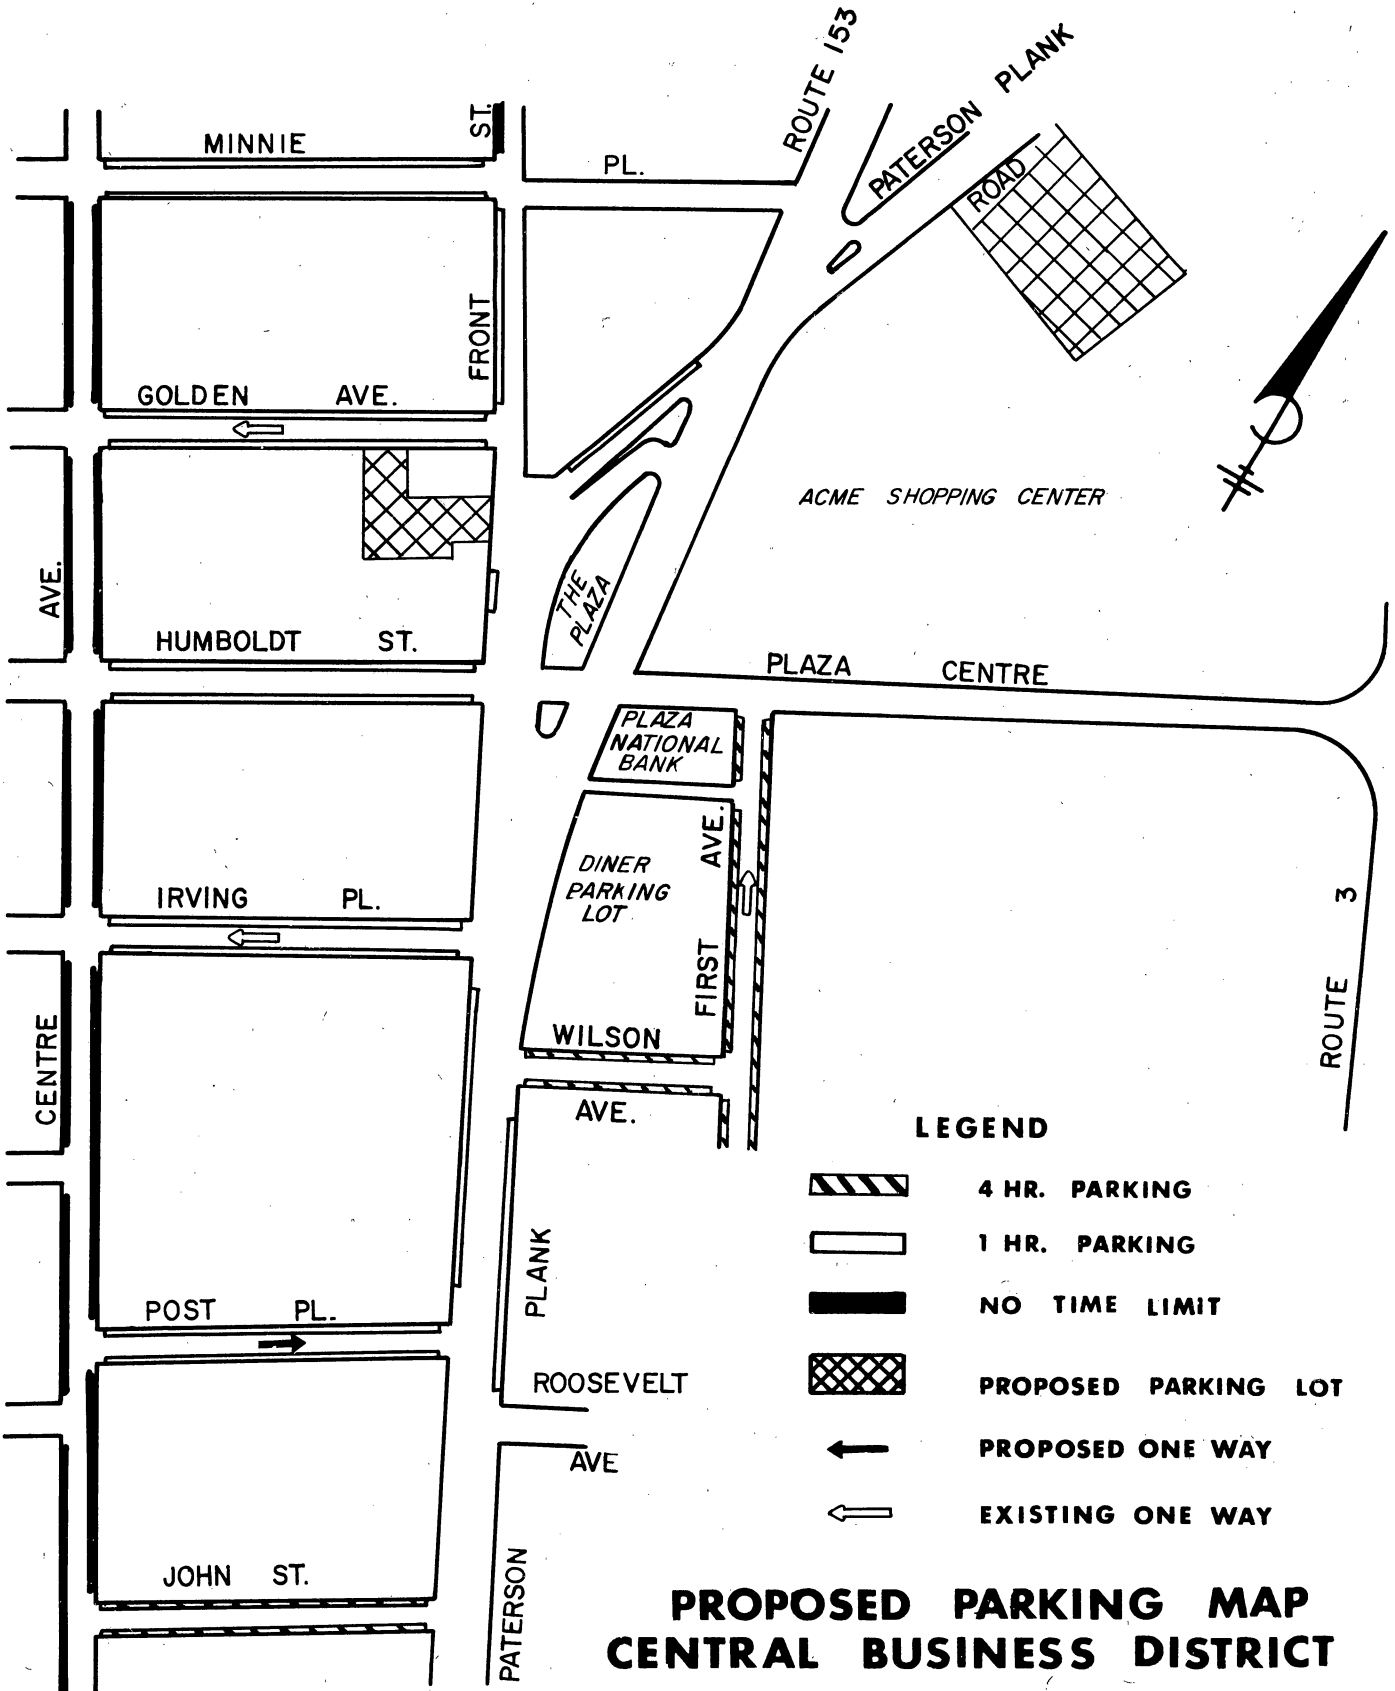 ROUTE 153
PATERSON PLANK
ROAD
MINNIE ST. PL.
FRONT
GOLDEN AVE.
ACME SHOPPING CENTER
THE
PLAZA
AVE.
HUMBOLDT ST.
PLAZA CENTRE
PLAZA
NATIONAL
BANK
AVE.
DINER
PARKING
LOT
IRVING PL.
ROUTE 3
FIRST
CENTRE
WILSON
AVE.
LEGEND
4 HR. PARKING
1 HR. PARKING
NO TIME LIMIT
PROPOSED PARKING LOT
PROPOSED ONE WAY
EXISTING ONE WAY
PLANK
POST PL.
ROOSEVELT
AVE
JOHN ST.
PATERSON
PROPOSED PARKING MAP
CENTRAL BUSINESS DISTRICT